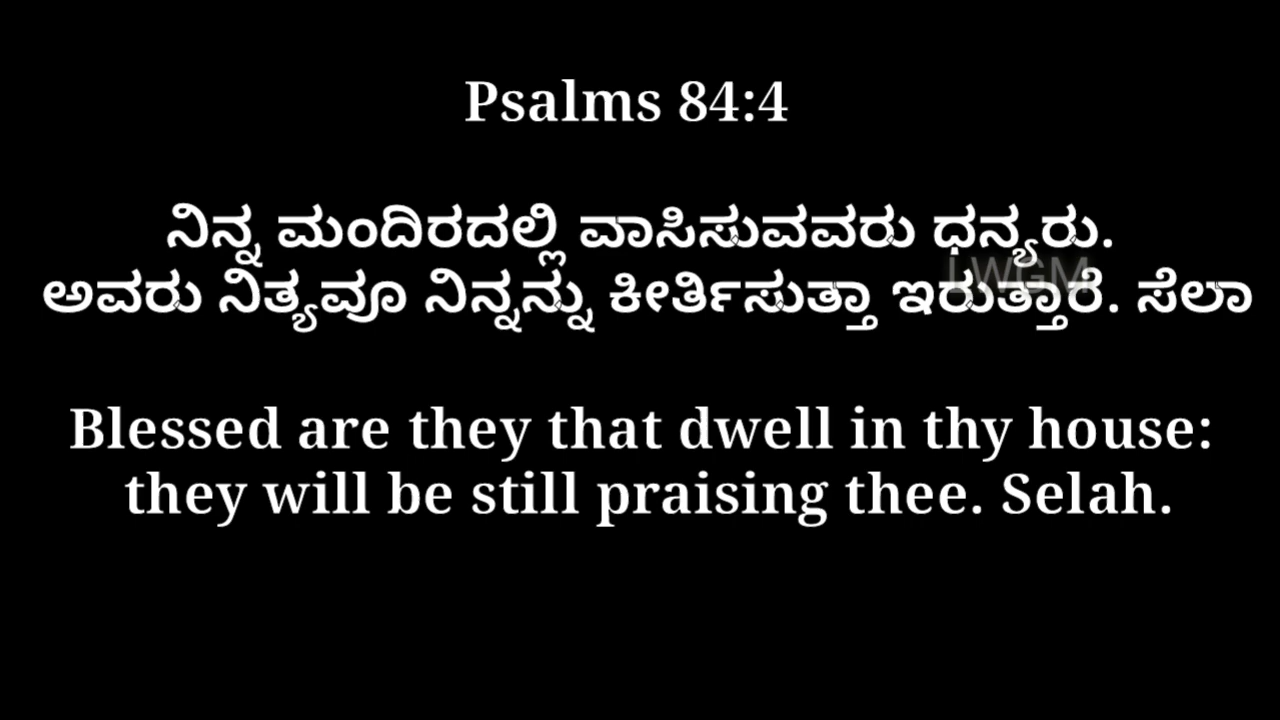 Psalms 84:4
ನಿನ್ನ ಮಂದಿರದಲ್ಲಿ ವಾಸಿಸುವವರು ಧನ್ಯರು.
ಅವರು ನಿತ್ಯವೂ ನಿನ್ನನ್ನು ಕೀರ್ತಿಸುತ್ತಾ ಇರುತ್ತಾರೆ. ಸೆಲಾ
LWGM
Blessed are they that dwell in thy house:
they will be still praising thee. Selah.